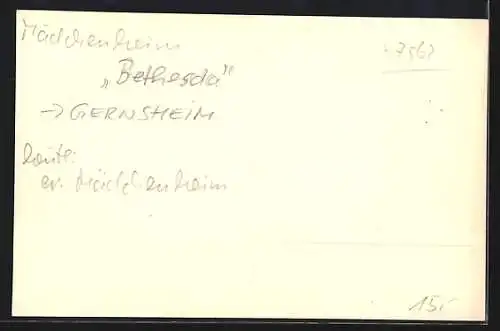 Mädchenheim
„Bethesda"
→ GERNSHEIM
heute:
ev. Mädchenheim
15,-